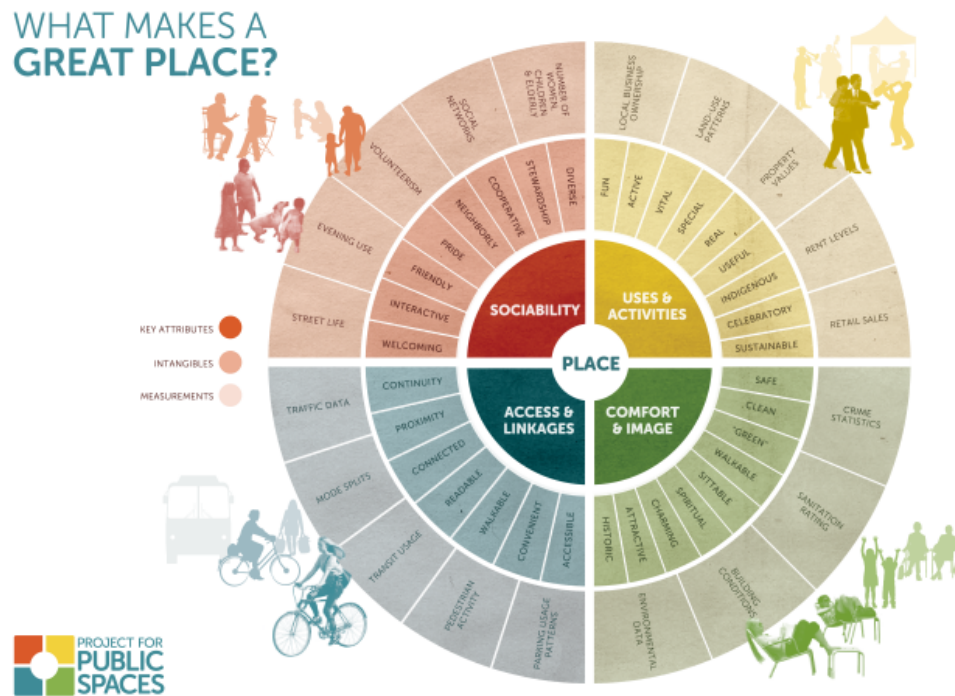 WHAT MAKES A
GREAT PLACE?
KEY ATTRIBUTES
INTANGIBLES
MEASUREMENTS
PLACE
SOCIABILITY
DIVERSE
STEWARDSHIP
COOPERATIVE
NEIGHBORLY
PRIDE
FRIENDLY
INTERACTIVE
WELCOMING
NUMBER OF
WOMEN,
CHILDREN
& ELDERLY
SOCIAL
NETWORKS
VOLUNTEERISM
EVENING USE
STREET LIFE
USES &
ACTIVITIES
FUN
ACTIVE
VITAL
SPECIAL
REAL
USEFUL
INDIGENOUS
CELEBRATORY
SUSTAINABLE
LOCAL BUSINESS
OWNERSHIP
LAND-USE
PATTERNS
PROPERTY
VALUES
RENT LEVELS
RETAIL SALES
ACCESS &
LINKAGES
CONTINUITY
PROXIMITY
CONNECTED
READABLE
WALKABLE
CONVENIENT
ACCESSIBLE
TRAFFIC DATA
MODE SPLITS
TRANSIT USAGE
PEDESTRIAN
ACTIVITY
PARKING USAGE
PATTERNS
COMFORT
& IMAGE
SAFE
CLEAN
"GREEN"
WALKABLE
SITTABLE
SPIRITUAL
CHARMING
ATTRACTIVE
HISTORIC
CRIME
STATISTICS
SANITATION
RATING
BUILDING
CONDITIONS
ENVIRONMENTAL
DATA
PROJECT FOR
PUBLIC
SPACES